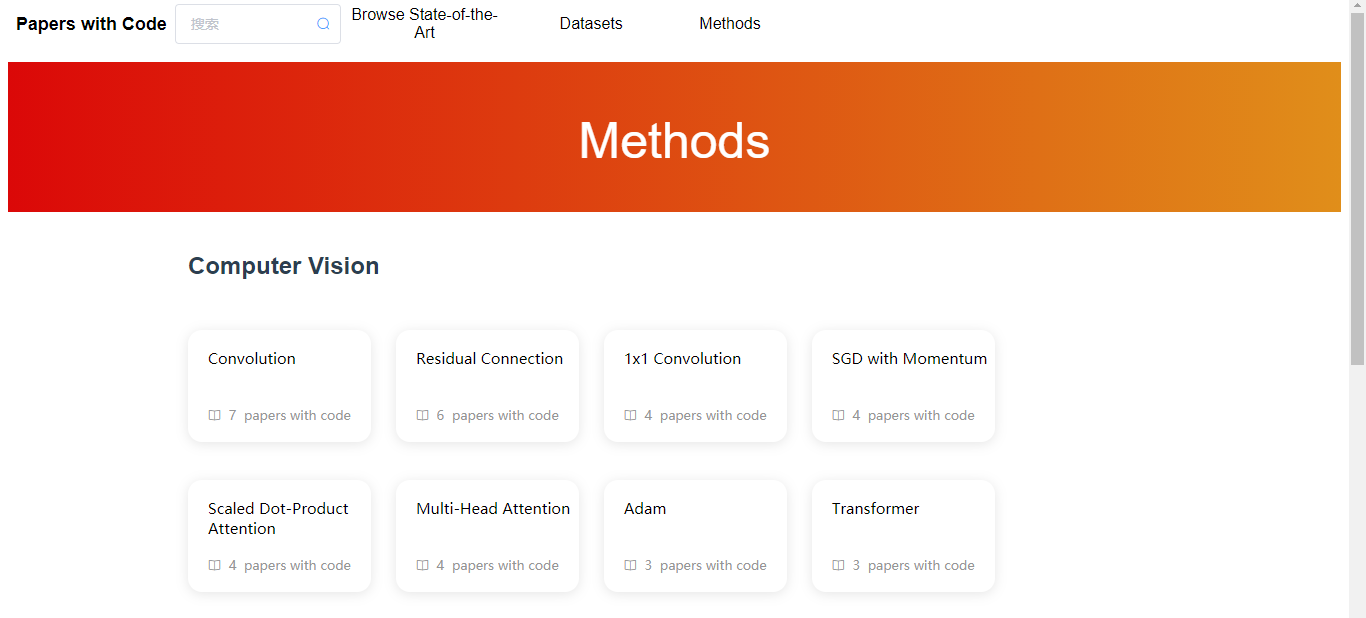 Papers with Code
搜索
Browse State-of-the-
Art
Datasets
Methods
Methods
Computer Vision
Convolution
7 papers with code
Residual Connection
6 papers with code
1x1 Convolution
4 papers with code
SGD with Momentum
4 papers with code
Scaled Dot-Product
Attention
4 papers with code
Multi-Head Attention
4 papers with code
Adam
3 papers with code
Transformer
3 papers with code